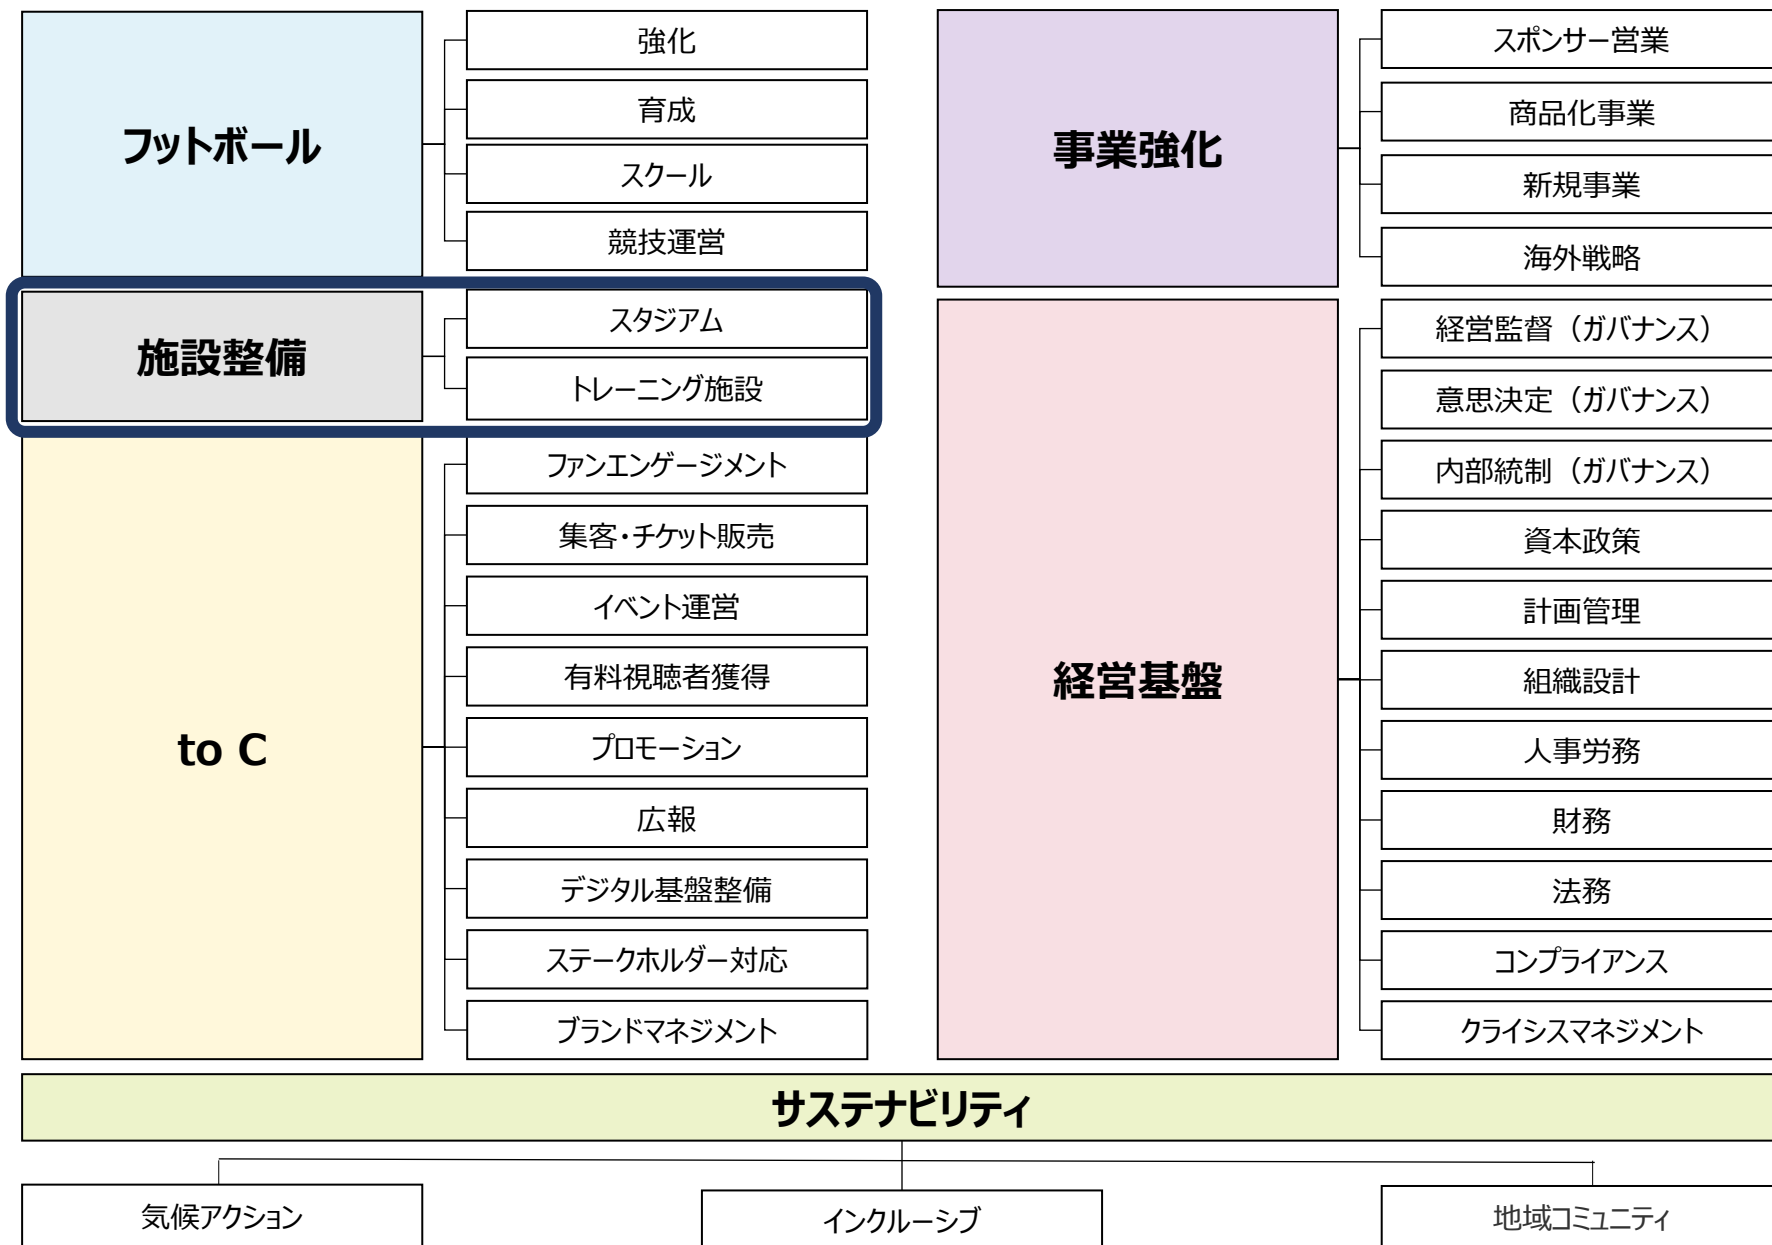 フットボール
強化
育成
スクール
競技運営
施設整備
スタジアム
トレーニング施設
to C
ファンエンゲージメント
集客・チケット販売
イベント運営
有料視聴者獲得
プロモーション
広報
デジタル基盤整備
ステークホルダー対応
ブランドマネジメント
事業強化
スポンサー営業
商品化事業
新規事業
海外戦略
経営基盤
経営監督（ガバナンス）
意思決定（ガバナンス）
内部統制（ガバナンス）
資本政策
計画管理
組織設計
人事労務
財務
法務
コンプライアンス
クライシスマネジメント
サステナビリティ
気候アクション
インクルーシブ
地域コミュニティ